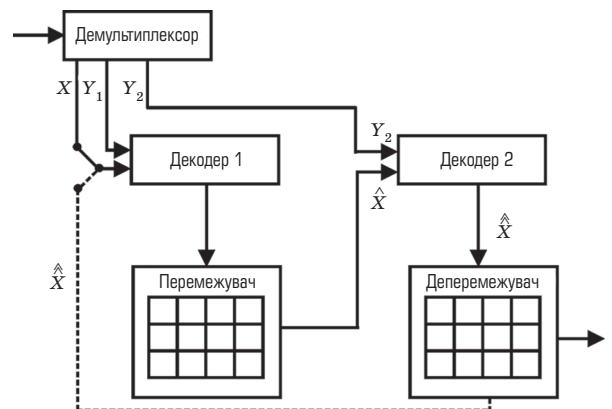 Демультиплексор
X Y₁ Y₂
Y₂
Декодер 1
Декодер 2
X̂
X̂̂
X̂̂
Перемежувач
Деперемежувач